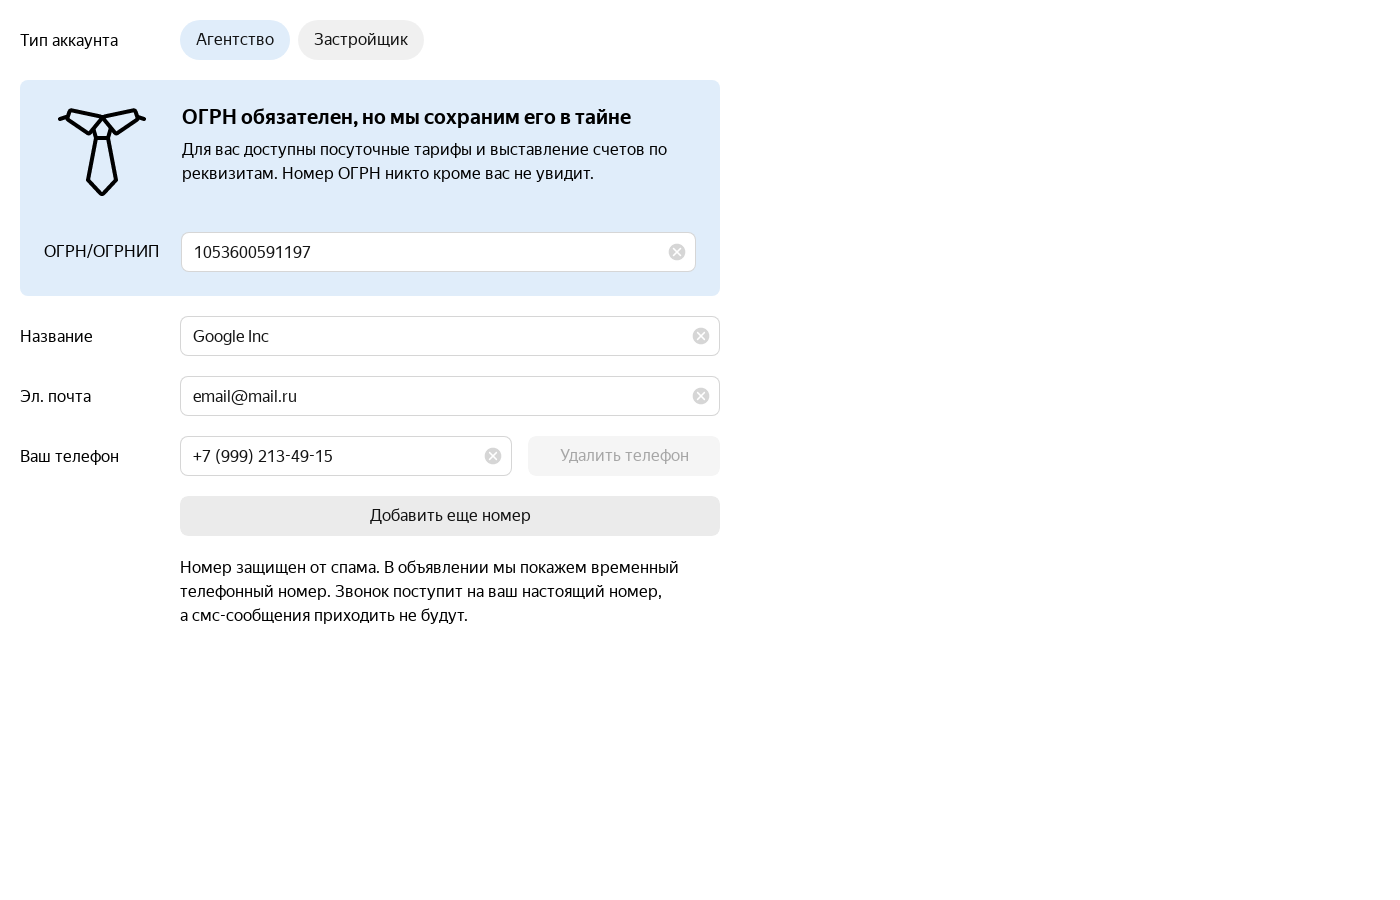 Тип аккаунта
Агентство
Застройщик
ОГРН обязателен, но мы сохраним его в тайне
Для вас доступны посуточные тарифы и выставление счетов по
реквизитам. Номер ОГРН никто кроме вас не увидит.
ОГРН/ОГРНИП
1053600591197
Название
Google Inc
Эл. почта
email@mail.ru
Ваш телефон
+7 (999) 213-49-15
Удалить телефон
Добавить еще номер
Номер защищен от спама. В объявлении мы покажем временный
телефонный номер. Звонок поступит на ваш настоящий номер,
а смс-сообщения приходить не будут.